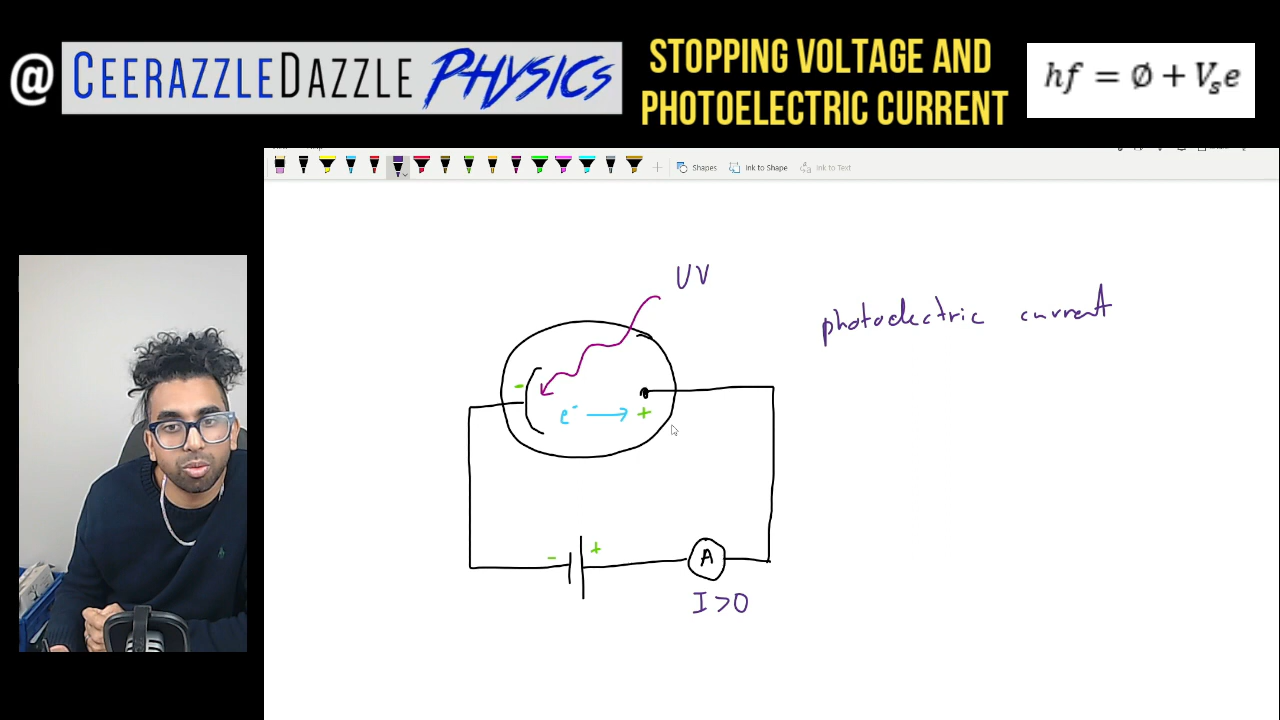 @ CEERAZZLEDAZZLE PHYSICS
STOPPING VOLTAGE AND
PHOTOELECTRIC CURRENT
hf = Ø + Vₛe
Shapes
Ink to Shape
Ink to Text
UV
photoelectric current
-
e⁻ → +
- +
A
I > 0